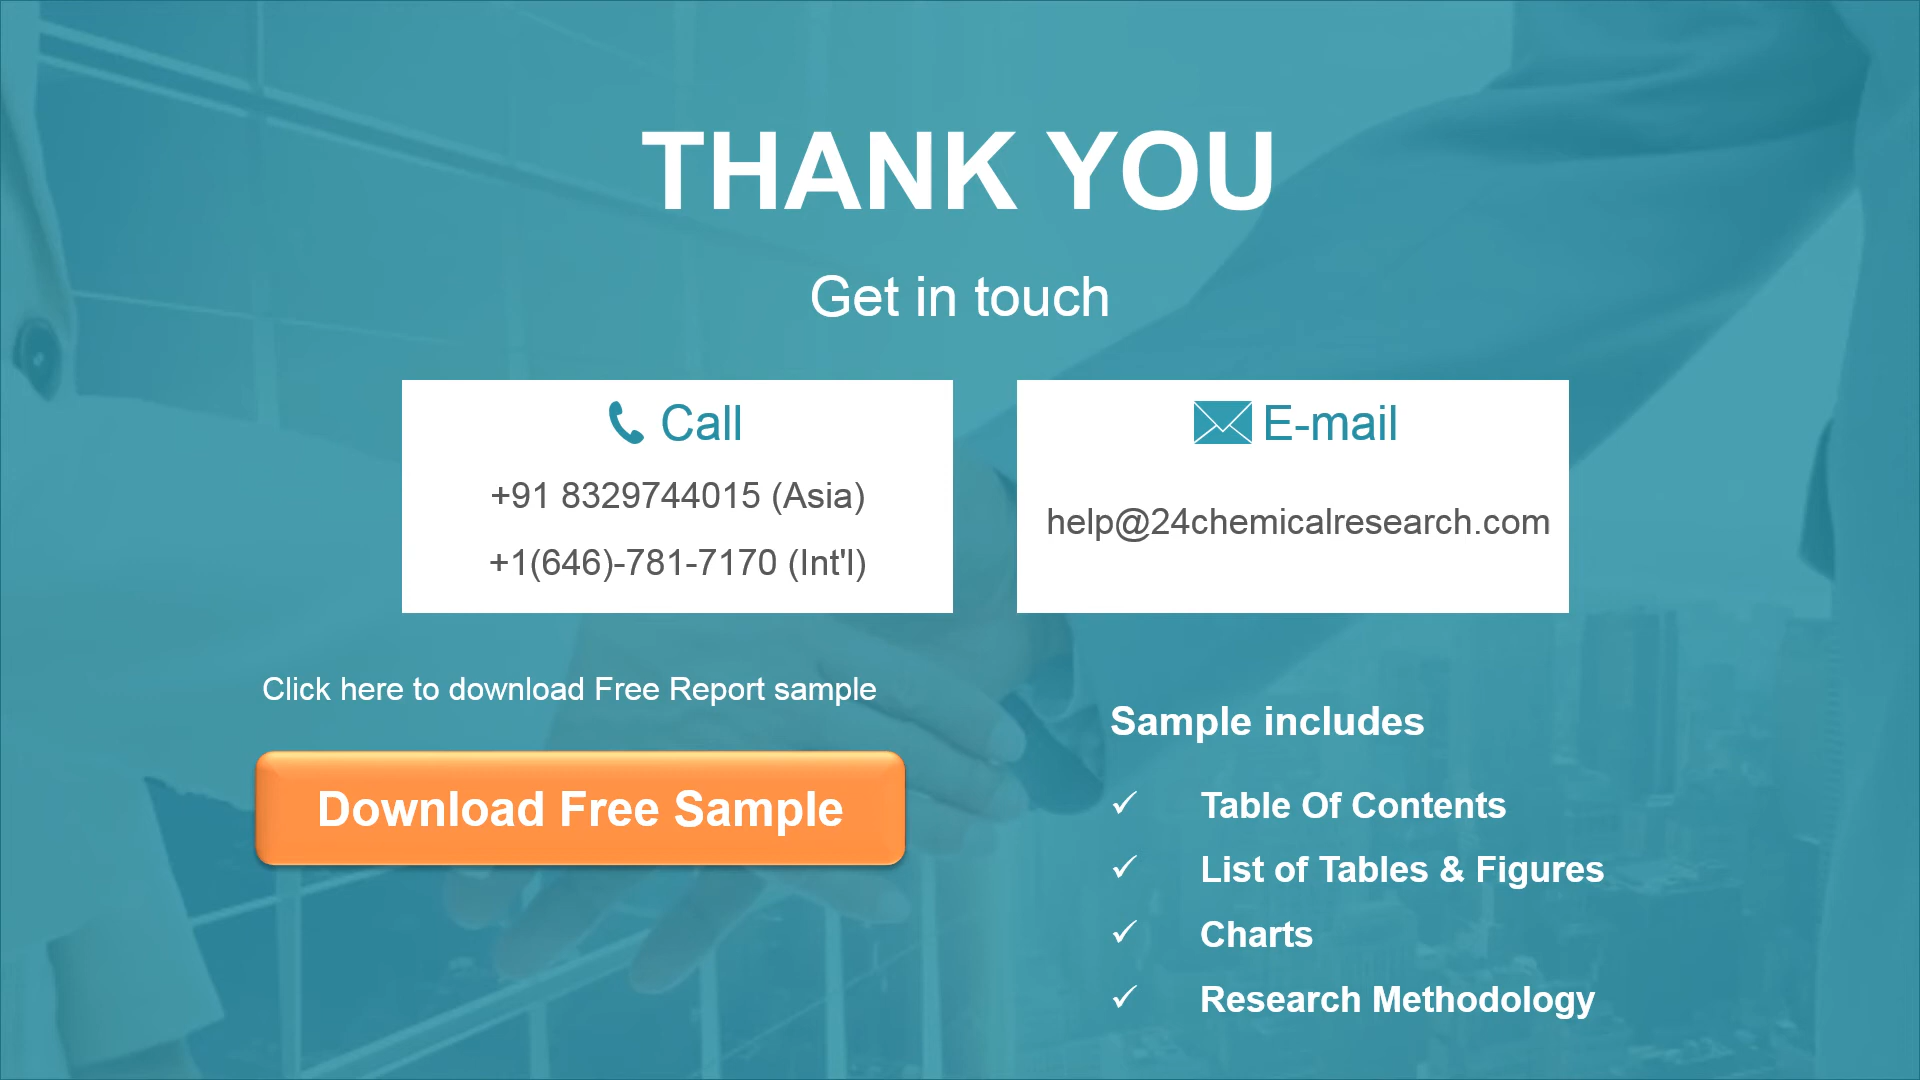 THANK YOU
Get in touch
Call
+91 8329744015 (Asia)
+1(646)-781-7170 (Int'l)
E-mail
help@24chemicalresearch.com
Click here to download Free Report sample
Download Free Sample
Sample includes
✓ Table Of Contents
✓ List of Tables & Figures
✓ Charts
✓ Research Methodology